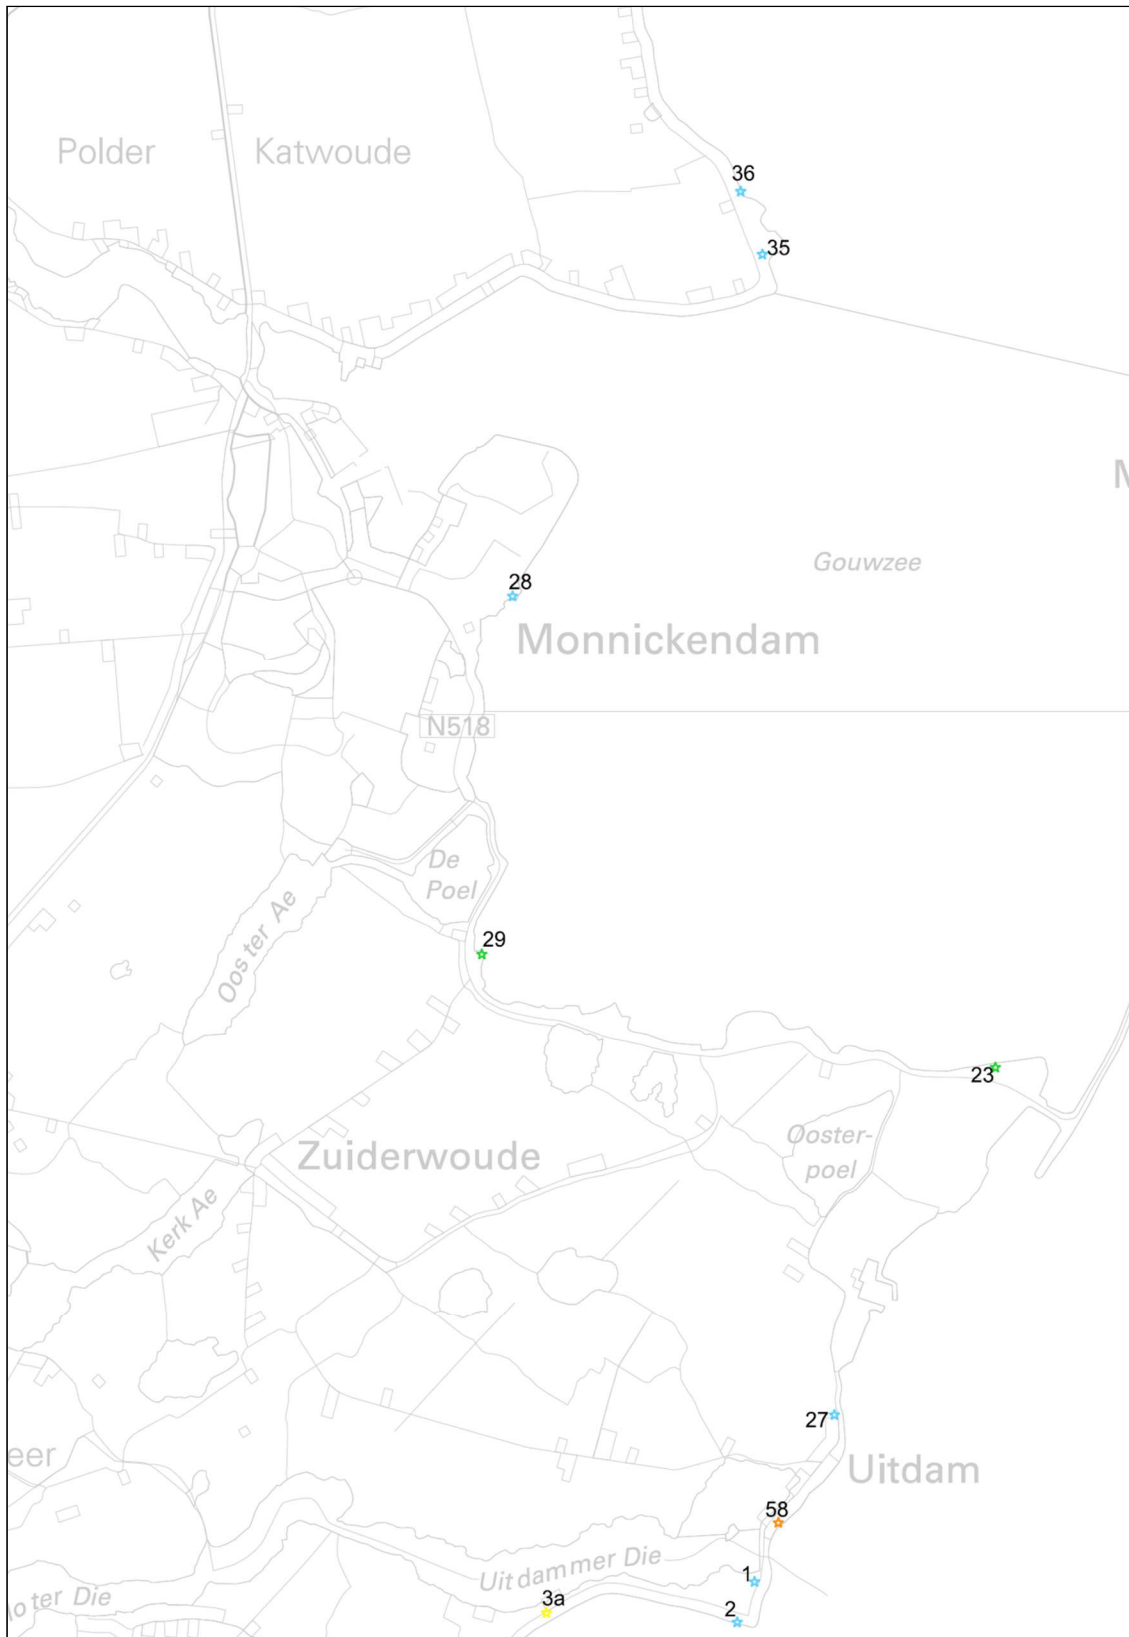 Polder
Katwoude
36
35
M
Gouwzee
28
Monnickendam
N518
De
Poel
29
Ooster Ae
23
Ooster-
poel
Zuiderwoude
Kerk Ae
27
eer
Uitdam
58
Uitdammer Die
1
oter Die
3a
2